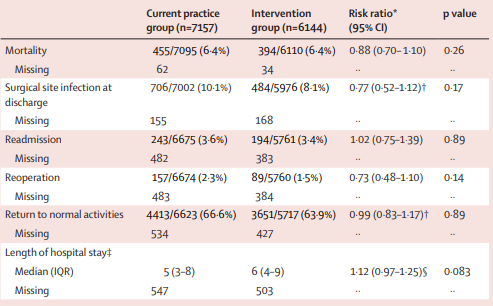 Current practice group (n=7157) Intervention group (n=6144) Risk ratio* (95% CI) p value
Mortality 455/7095 (6·4%) 394/6110 (6·4%) 0·88 (0·70–1·10) 0·26
Missing 62 34 ·· ··
Surgical site infection at discharge 706/7002 (10·1%) 484/5976 (8·1%) 0·77 (0·52–1·12)† 0·17
Missing 155 168 ·· ··
Readmission 243/6675 (3·6%) 194/5761 (3·4%) 1·02 (0·75–1·39) 0·89
Missing 482 383 ·· ··
Reoperation 157/6674 (2·3%) 89/5760 (1·5%) 0·73 (0·48–1·10) 0·14
Missing 483 384 ·· ··
Return to normal activities 4413/6623 (66·6%) 3651/5717 (63·9%) 0·99 (0·83–1·17)† 0·89
Missing 534 427 ·· ··
Length of hospital stay‡
Median (IQR) 5 (3–8) 6 (4–9) 1·12 (0·97–1·25)§ 0·083
Missing 547 503 ·· ··